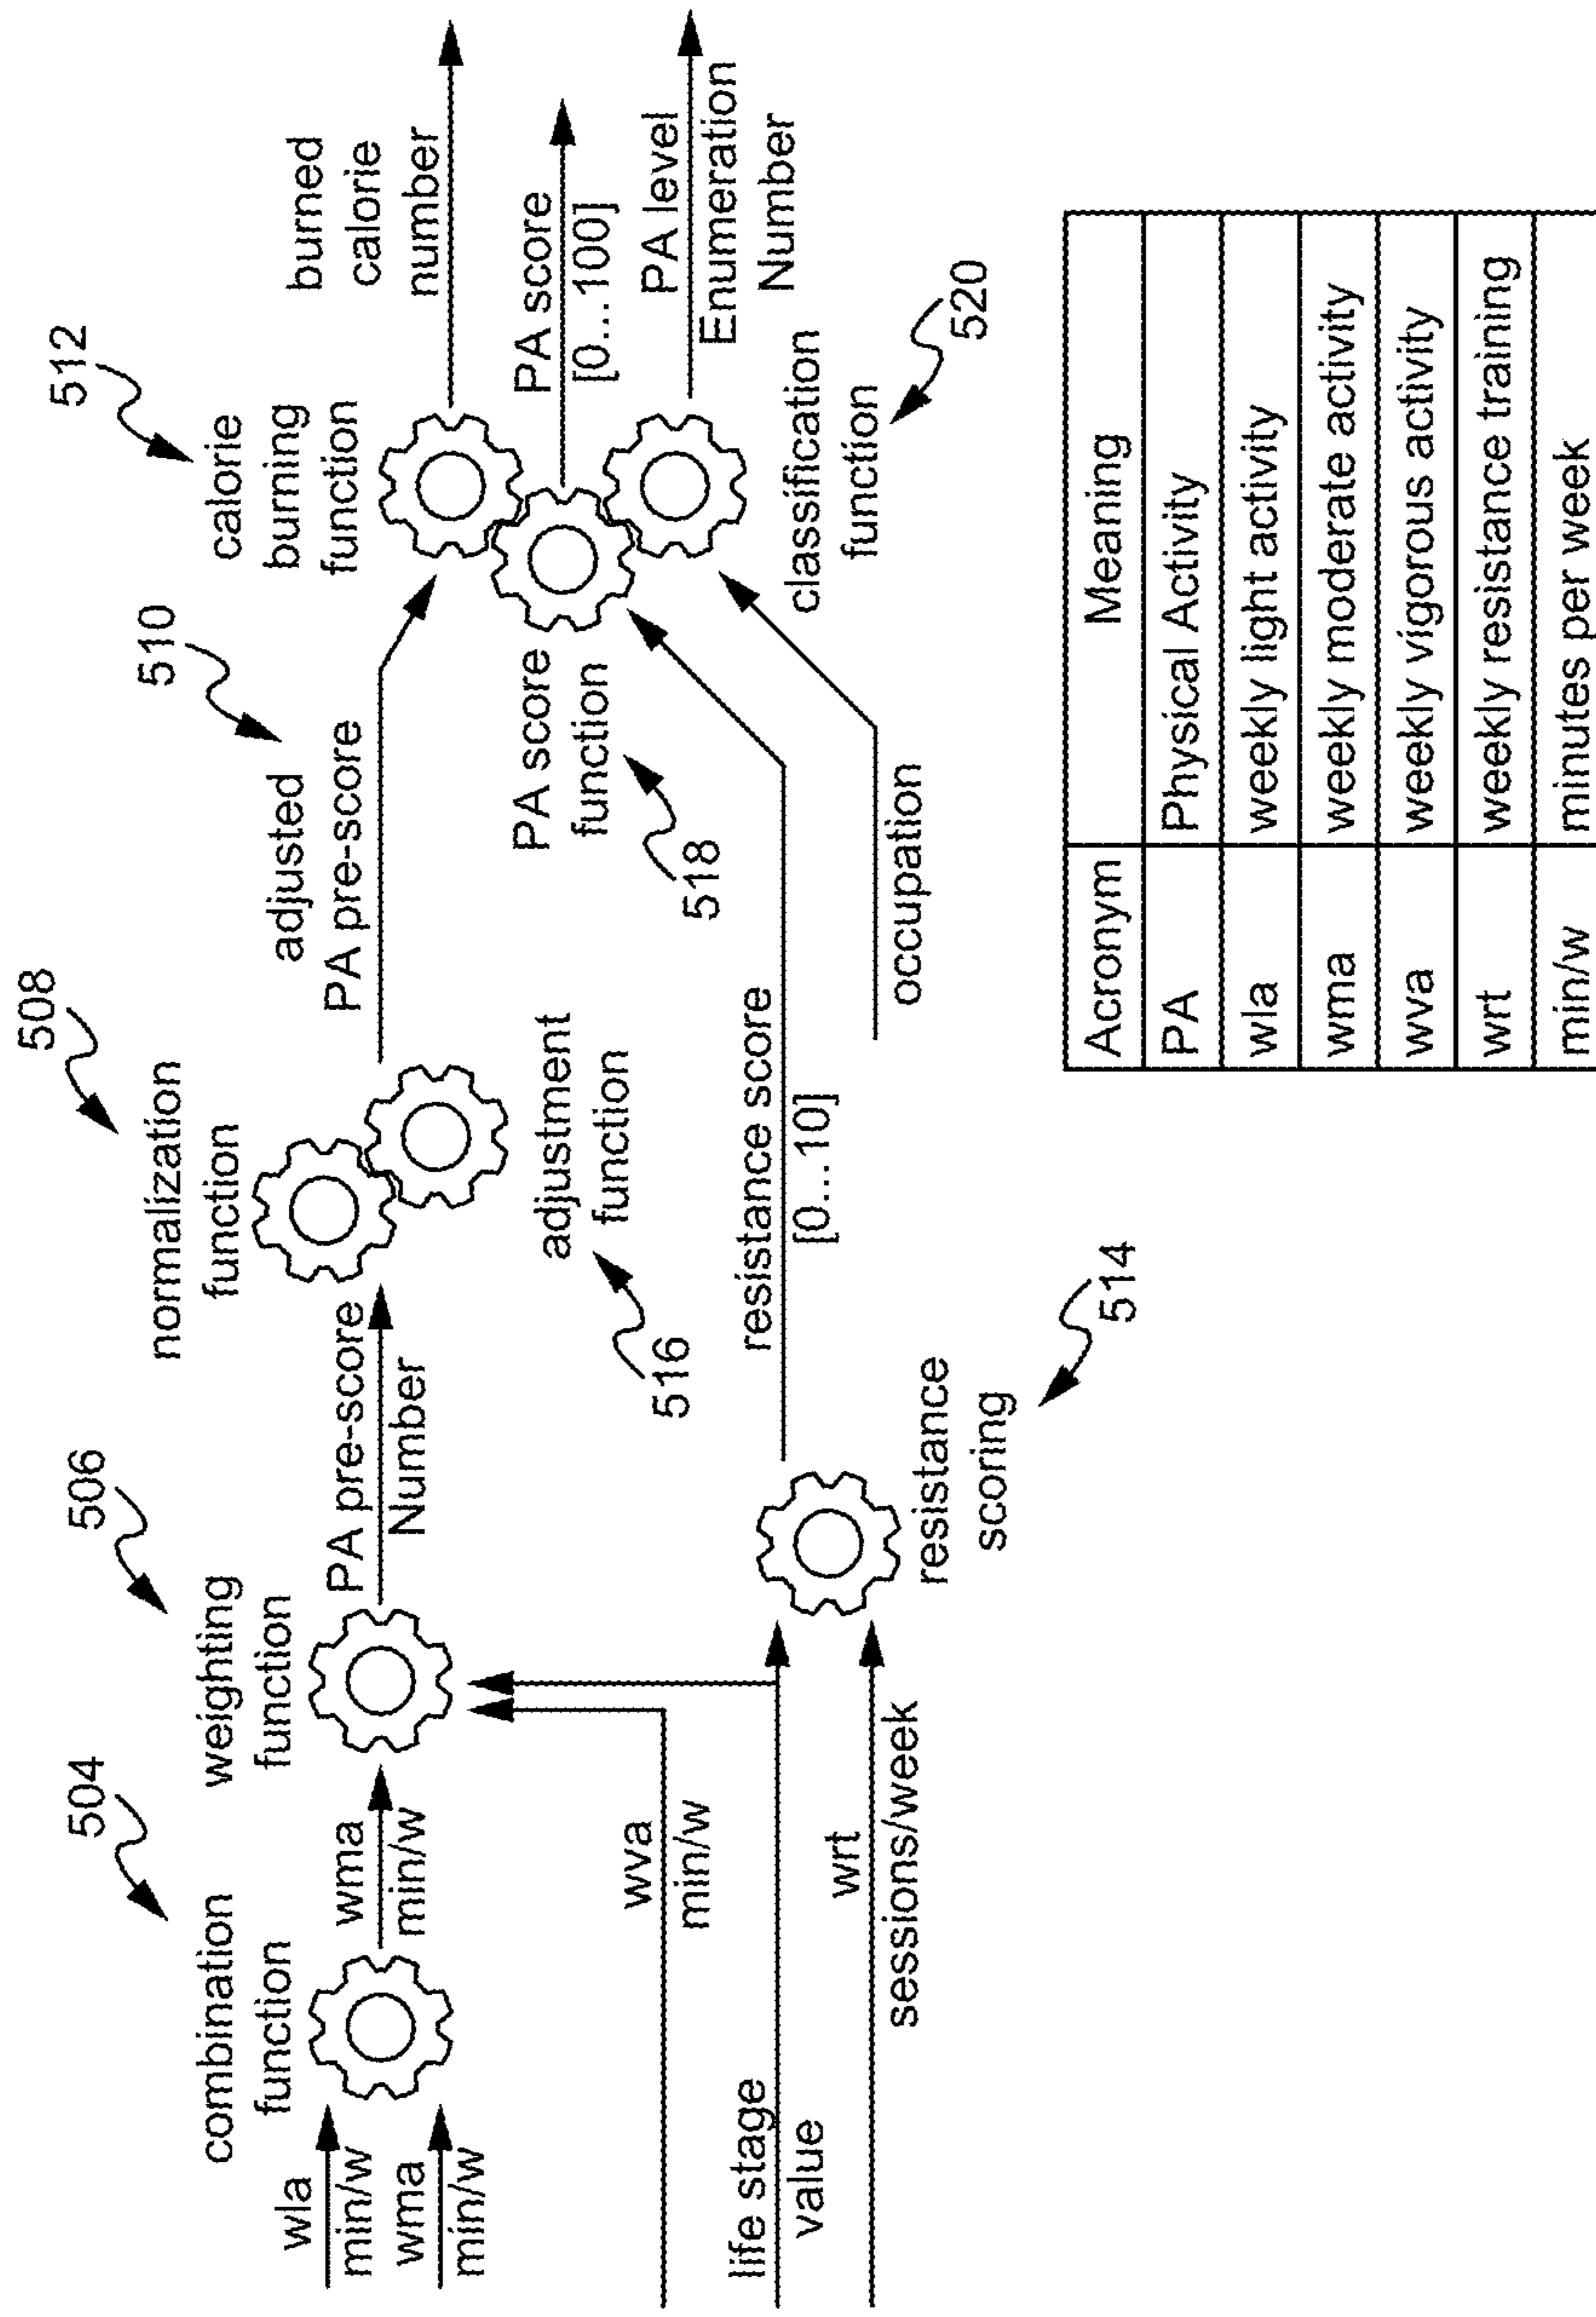 504
combination
function
wla
min/w
wma
min/w
wma
min/w
506
weighting
function
PA pre-score
Number
508
normalization
function
adjustment
function
516
adjusted
PA pre-score
510
512
calorie
burning
function
burned
calorie
number
PA score
function
518
PA score
[0...100]
PA level
Enumeration
Number
classification
function
520
wva
min/w
life stage
value
wrt
sessions/week
resistance
scoring
514
resistance score
[0...10]
occupation
Acronym Meaning
PA Physical Activity
wla weekly light activity
wma weekly moderate activity
wva weekly vigorous activity
wrt weekly resistance training
min/w minutes per week